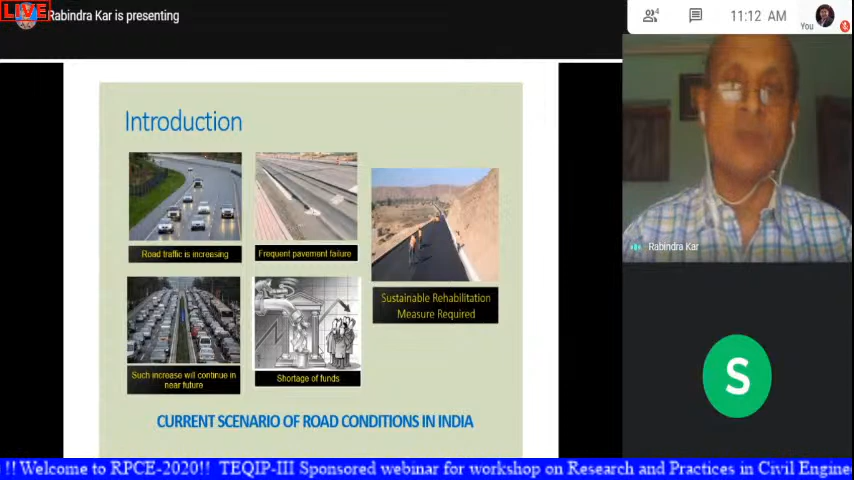 LIVE
Rabindra Kar is presenting
4
11:12 AM
You
Introduction
Road traffic is increasing
Frequent pavement failure
Sustainable Rehabilitation
Measure Required
Such increase will continue in
near future
Shortage of funds
CURRENT SCENARIO OF ROAD CONDITIONS IN INDIA
Rabindra Kar
S
!! Welcome to RPCE-2020!! TEQIP-III Sponsored webinar for workshop on Research and Practices in Civil Enginee